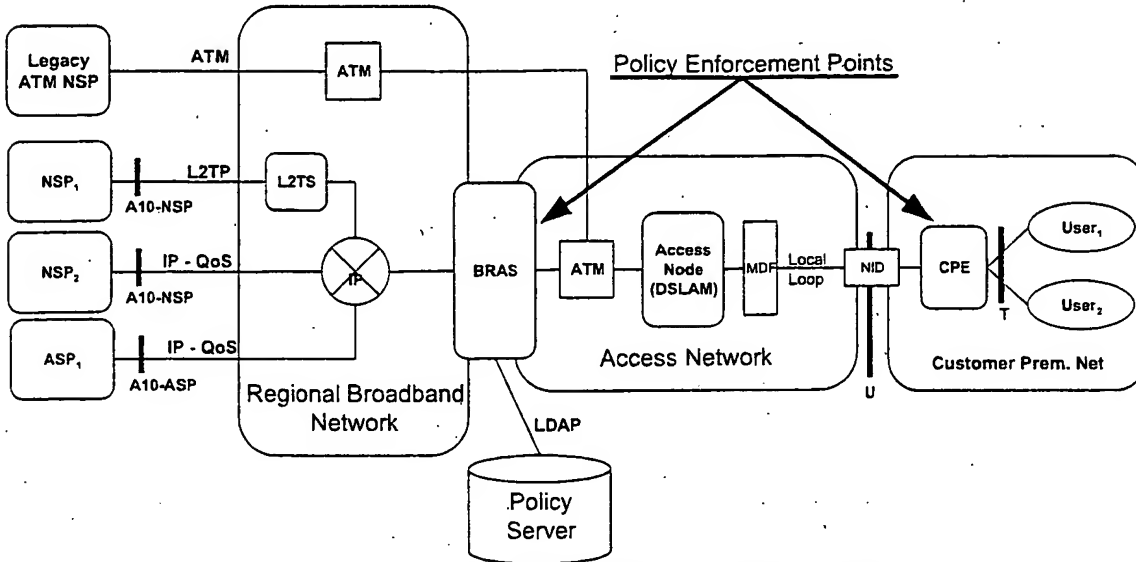 Legacy
ATM NSP
ATM
ATM
Policy Enforcement Points
NSP₁
L2TP
L2TS
A10-NSP
NSP₂
IP - QoS
IP
A10-NSP
ASP₁
IP - QoS
A10-ASP
Regional Broadband
Network
BRAS
ATM
Access
Node
(DSLAM)
MDF
Local
Loop
NID
CPE
User₁
User₂
T
U
Access Network
Customer Prem. Net
LDAP
Policy
Server